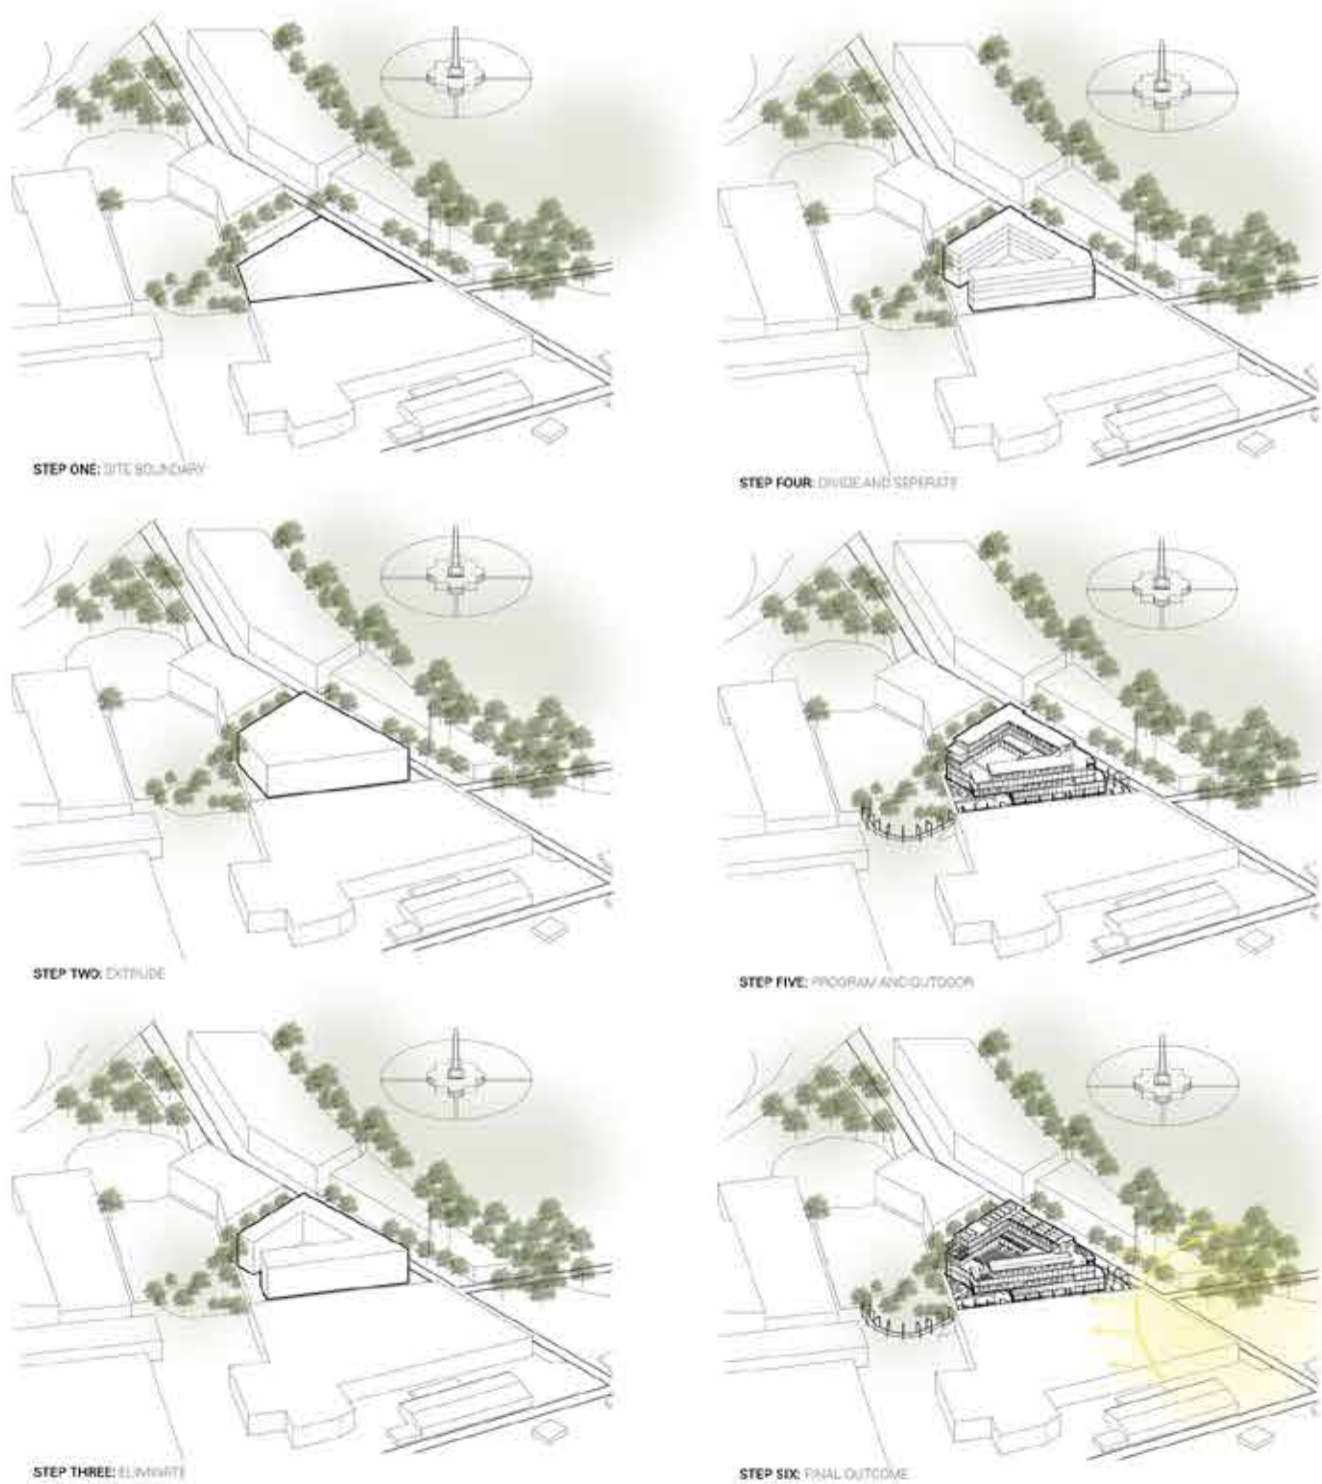 STEP ONE: SITE BOUNDARY
STEP TWO: EXTRUDE
STEP THREE:
STEP FOUR: DIVIDE AND SEPERATE
STEP FIVE: PROGRAM AND OUTDOOR
STEP SIX: FINAL OUTCOME